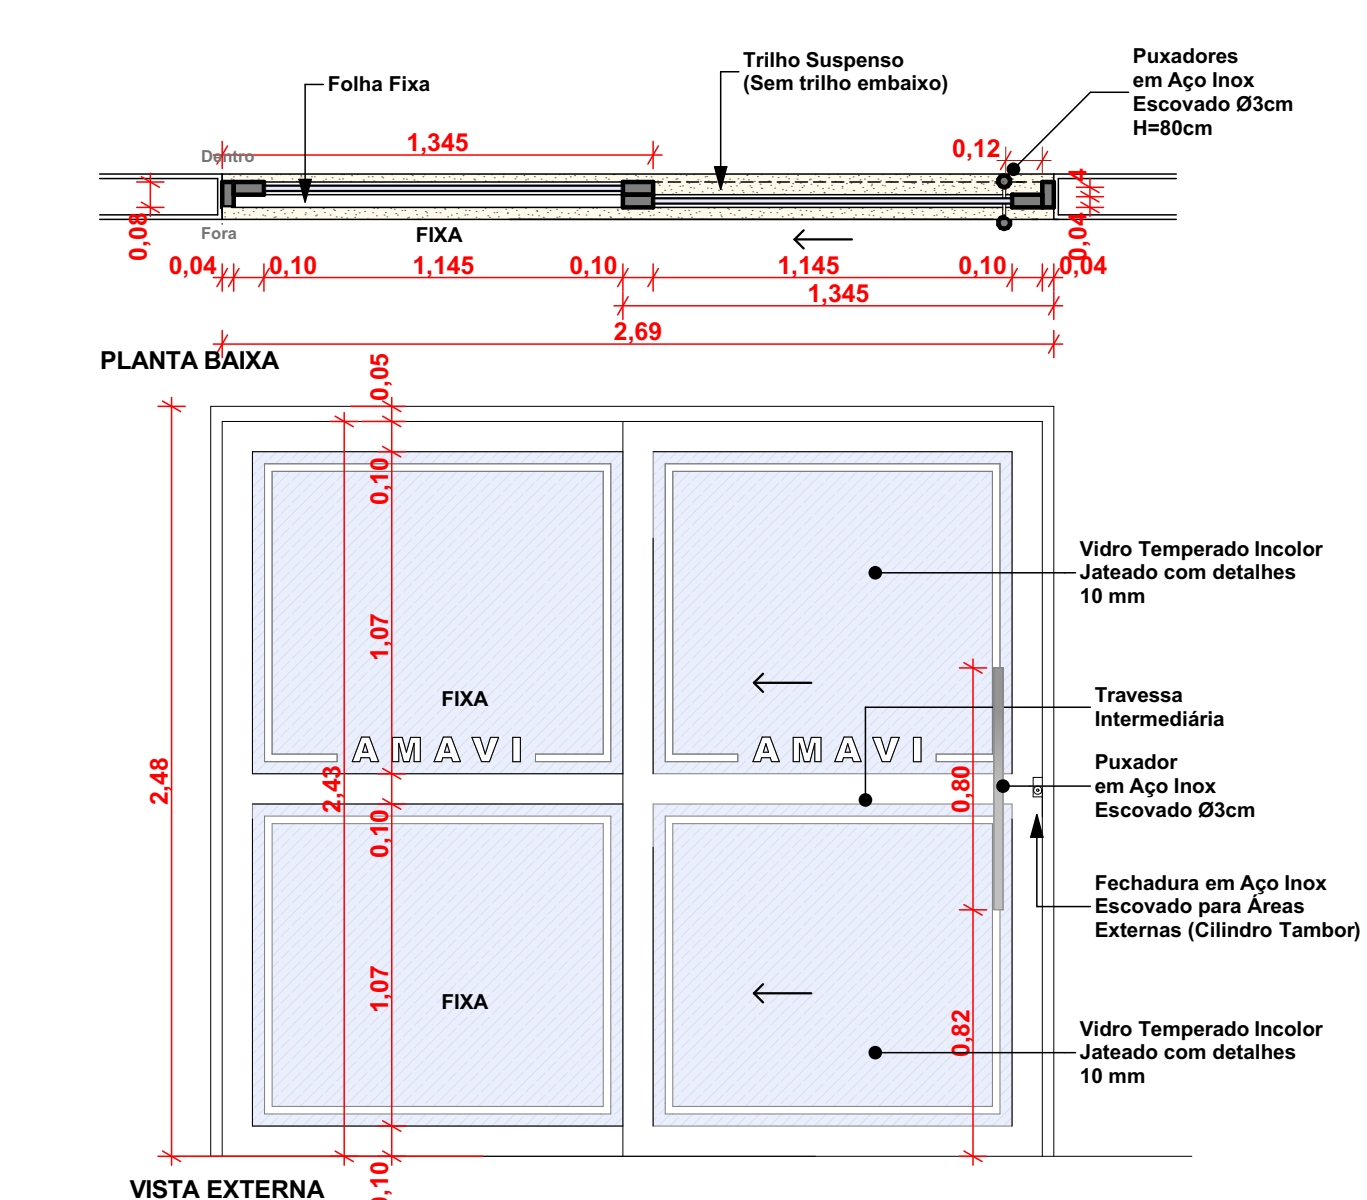 Folha Fixa
Trilho Suspenso
(Sem trilho embaixo)
Puxadores
em Aço Inox
Escovado Ø3cm
H=80cm
Dentro
1,345
0,12
4
0,08
0,04
Fora
FIXA
0,04
0,10
1,145
0,10
1,145
0,10
0,04
1,345
2,69
PLANTA BAIXA
0,05
0,10
1,07
FIXA
AMAVI
AMAVI
2,48
2,43
0,10
0,80
1,07
FIXA
0,82
0,10
Vidro Temperado Incolor
Jateado com detalhes
10 mm
Travessa
Intermediária
Puxador
em Aço Inox
Escovado Ø3cm
Fechadura em Aço Inox
Escovado para Áreas
Externas (Cilindro Tambor)
Vidro Temperado Incolor
Jateado com detalhes
10 mm
VISTA EXTERNA